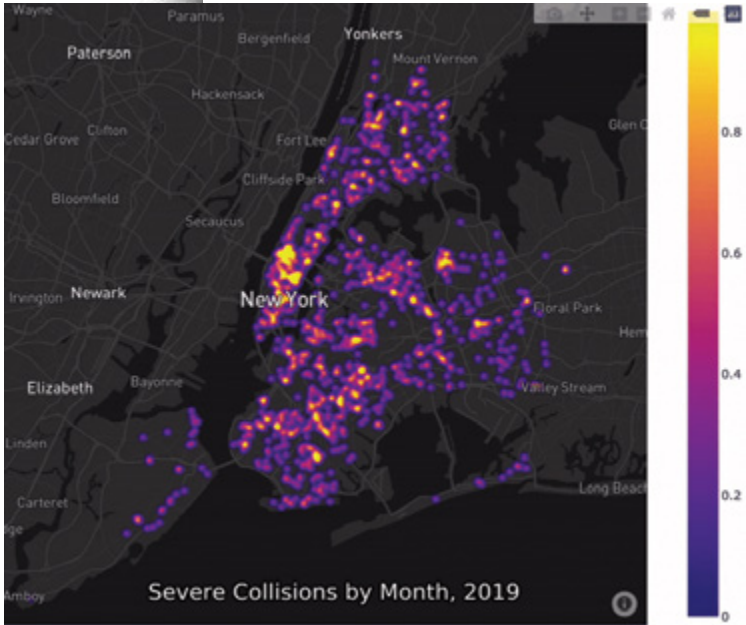 Wayne
Paramus
Bergenfield
Yonkers
Paterson
Mount Vernon
Hackensack
0.8
Cedar Grove
Clifton
Fort Lee
Glen C
Cliffside Park
Bloomfield
Secaucus
0.6
Irvington
Newark
New York
Floral Park
Hem
0.4
Elizabeth
Bayonne
Valley Stream
Linden
Carteret
Long Beach
0.2
dge
Amboy
Severe Collisions by Month, 2019
0